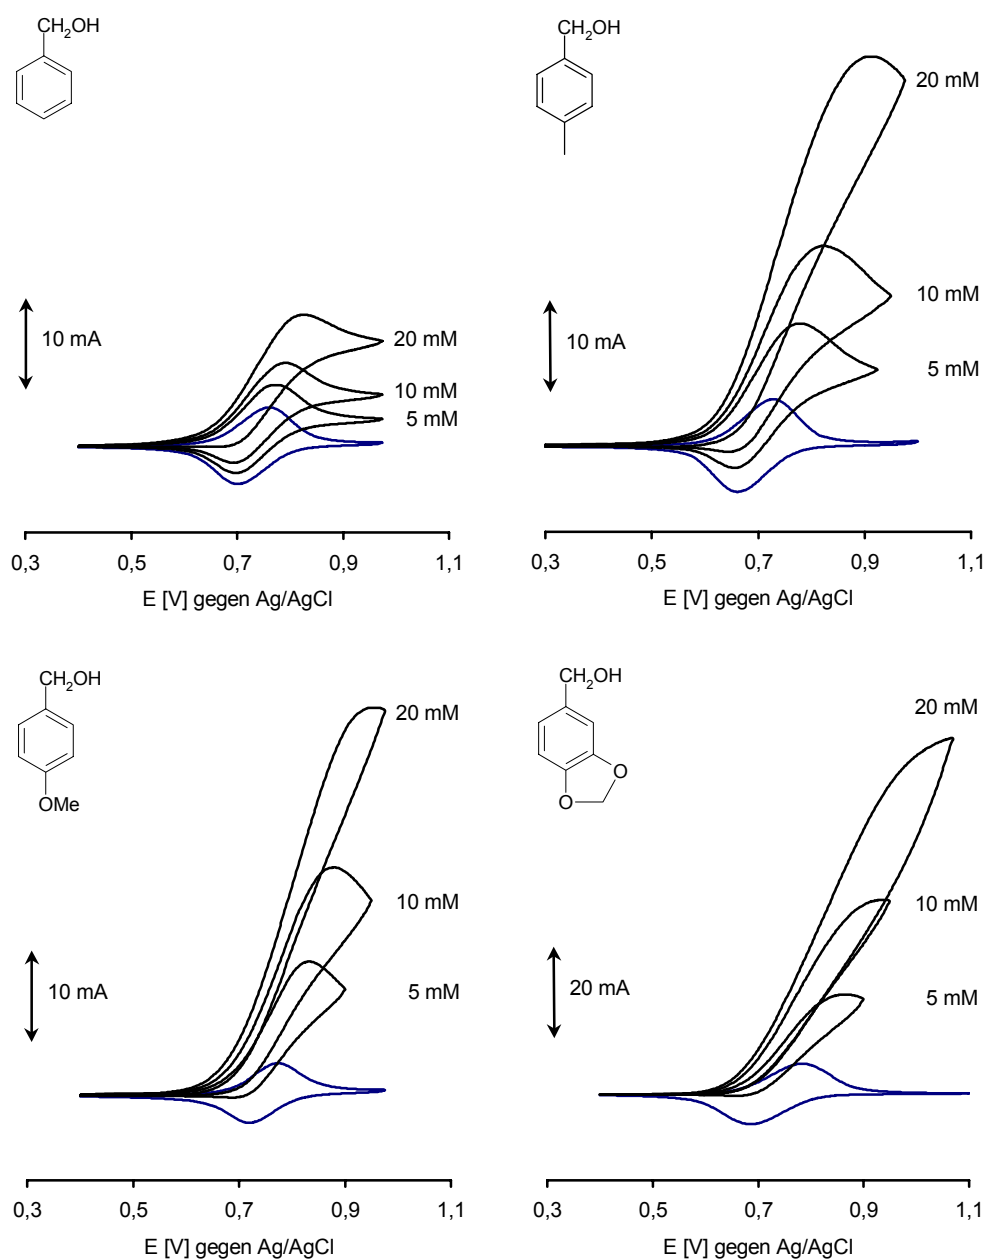 CH2OH
20 mM
10 mM
5 mM
10 mA
0,3 0,5 0,7 0,9 1,1
E [V] gegen Ag/AgCl
CH2OH
20 mM
10 mM
5 mM
10 mA
0,3 0,5 0,7 0,9 1,1
E [V] gegen Ag/AgCl
CH2OH
OMe
20 mM
10 mM
5 mM
10 mA
0,3 0,5 0,7 0,9 1,1
E [V] gegen Ag/AgCl
CH2OH
O
O
20 mM
10 mM
5 mM
20 mA
0,3 0,5 0,7 0,9 1,1
E [V] gegen Ag/AgCl